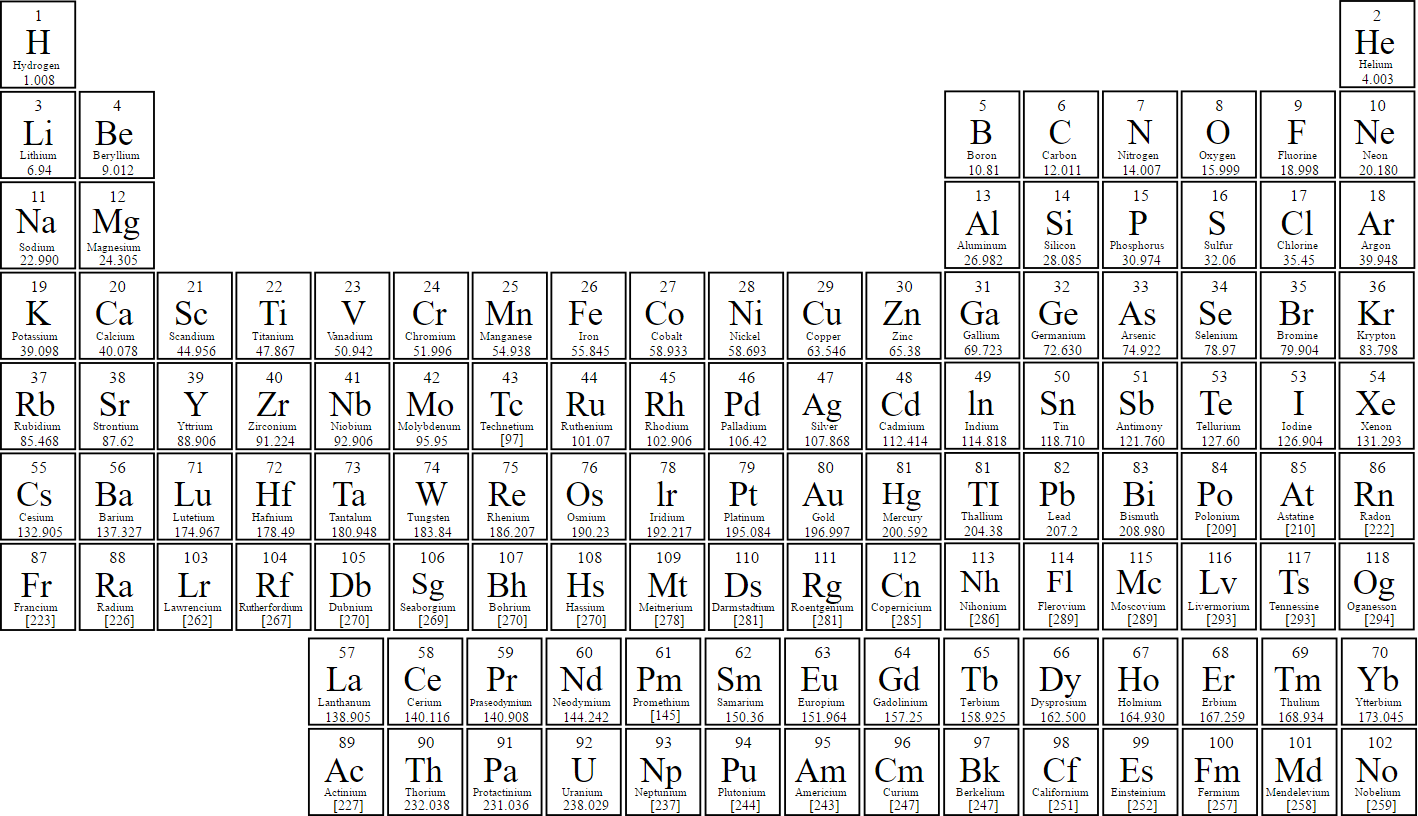 1 2
H He
Hydrogen Helium
1.008 4.003
3 4 5 6 7 8 9 10
Li Be B C N O F Ne
Lithium Beryllium Boron Carbon Nitrogen Oxygen Fluorine Neon
6.94 9.012 10.81 12.011 14.007 15.999 18.998 20.180
11 12 13 14 15 16 17 18
Na Mg Al Si P S Cl Ar
Sodium Magnesium Aluminum Silicon Phosphorus Sulfur Chlorine Argon
22.990 24.305 26.982 28.085 30.974 32.06 35.45 39.948
19 20 21 22 23 24 25 26 27 28 29 30 31 32 33 34 35 36
K Ca Sc Ti V Cr Mn Fe Co Ni Cu Zn Ga Ge As Se Br Kr
Potassium Calcium Scandium Titanium Vanadium Chromium Manganese Iron Cobalt Nickel Copper Zinc Gallium Germanium Arsenic Selenium Bromine Krypton
39.098 40.078 44.956 47.867 50.942 51.996 54.938 55.845 58.933 58.693 63.546 65.38 69.723 72.630 74.922 78.97 79.904 83.798
37 38 39 40 41 42 43 44 45 46 47 48 49 50 51 53 53 54
Rb Sr Y Zr Nb Mo Tc Ru Rh Pd Ag Cd ln Sn Sb Te I Xe
Rubidium Strontium Yttrium Zirconium Niobium Molybdenum Technetium Ruthenium Rhodium Palladium Silver Cadmium Indium Tin Antimony Tellurium Iodine Xenon
85.468 87.62 88.906 91.224 92.906 95.95 [97] 101.07 102.906 106.42 107.868 112.414 114.818 118.710 121.760 127.60 126.904 131.293
55 56 71 72 73 74 75 76 78 79 80 81 81 82 83 84 85 86
Cs Ba Lu Hf Ta W Re Os lr Pt Au Hg TI Pb Bi Po At Rn
Cesium Barium Lutetium Hafnium Tantalum Tungsten Rhenium Osmium Iridium Platinum Gold Mercury Thallium Lead Bismuth Polonium Astatine Radon
132.905 137.327 174.967 178.49 180.948 183.84 186.207 190.23 192.217 195.084 196.997 200.592 204.38 207.2 208.980 [209] [210] [222]
87 88 103 104 105 106 107 108 109 110 111 112 113 114 115 116 117 118
Fr Ra Lr Rf Db Sg Bh Hs Mt Ds Rg Cn Nh Fl Mc Lv Ts Og
Francium Radium Lawrencium Rutherfordium Dubnium Seaborgium Bohrium Hassium Meitnerium Darmstadtium Roentgenium Copernicium Nihonium Flerovium Moscovium Livermorium Tennessine Oganesson
[223] [226] [262] [267] [270] [269] [270] [270] [278] [281] [281] [285] [286] [289] [289] [293] [293] [294]
57 58 59 60 61 62 63 64 65 66 67 68 69 70
La Ce Pr Nd Pm Sm Eu Gd Tb Dy Ho Er Tm Yb
Lanthanum Cerium Praseodymium Neodymium Promethium Samarium Europium Gadolinium Terbium Dysprosium Holmium Erbium Thulium Ytterbium
138.905 140.116 140.908 144.242 [145] 150.36 151.964 157.25 158.925 162.500 164.930 167.259 168.934 173.045
89 90 91 92 93 94 95 96 97 98 99 100 101 102
Ac Th Pa U Np Pu Am Cm Bk Cf Es Fm Md No
Actinium Thorium Protactinium Uranium Neptunium Plutonium Americium Curium Berkelium Californium Einsteinium Fermium Mendelevium Nobelium
[227] 232.038 231.036 238.029 [237] [244] [243] [247] [247] [251] [252] [257] [258] [259]